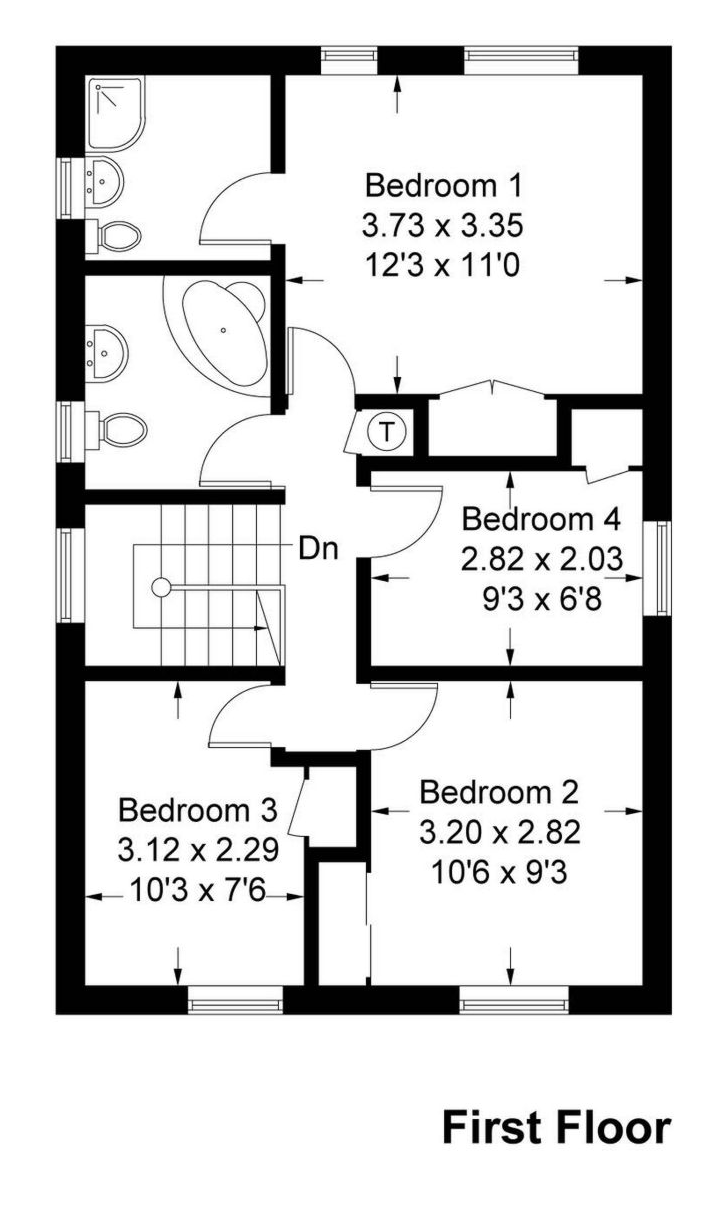 Bedroom 1
3.73 x 3.35
12'3 x 11'0
T
Dn
Bedroom 4
2.82 x 2.03
9'3 x 6'8
Bedroom 3
3.12 x 2.29
10'3 x 7'6
Bedroom 2
3.20 x 2.82
10'6 x 9'3
First Floor